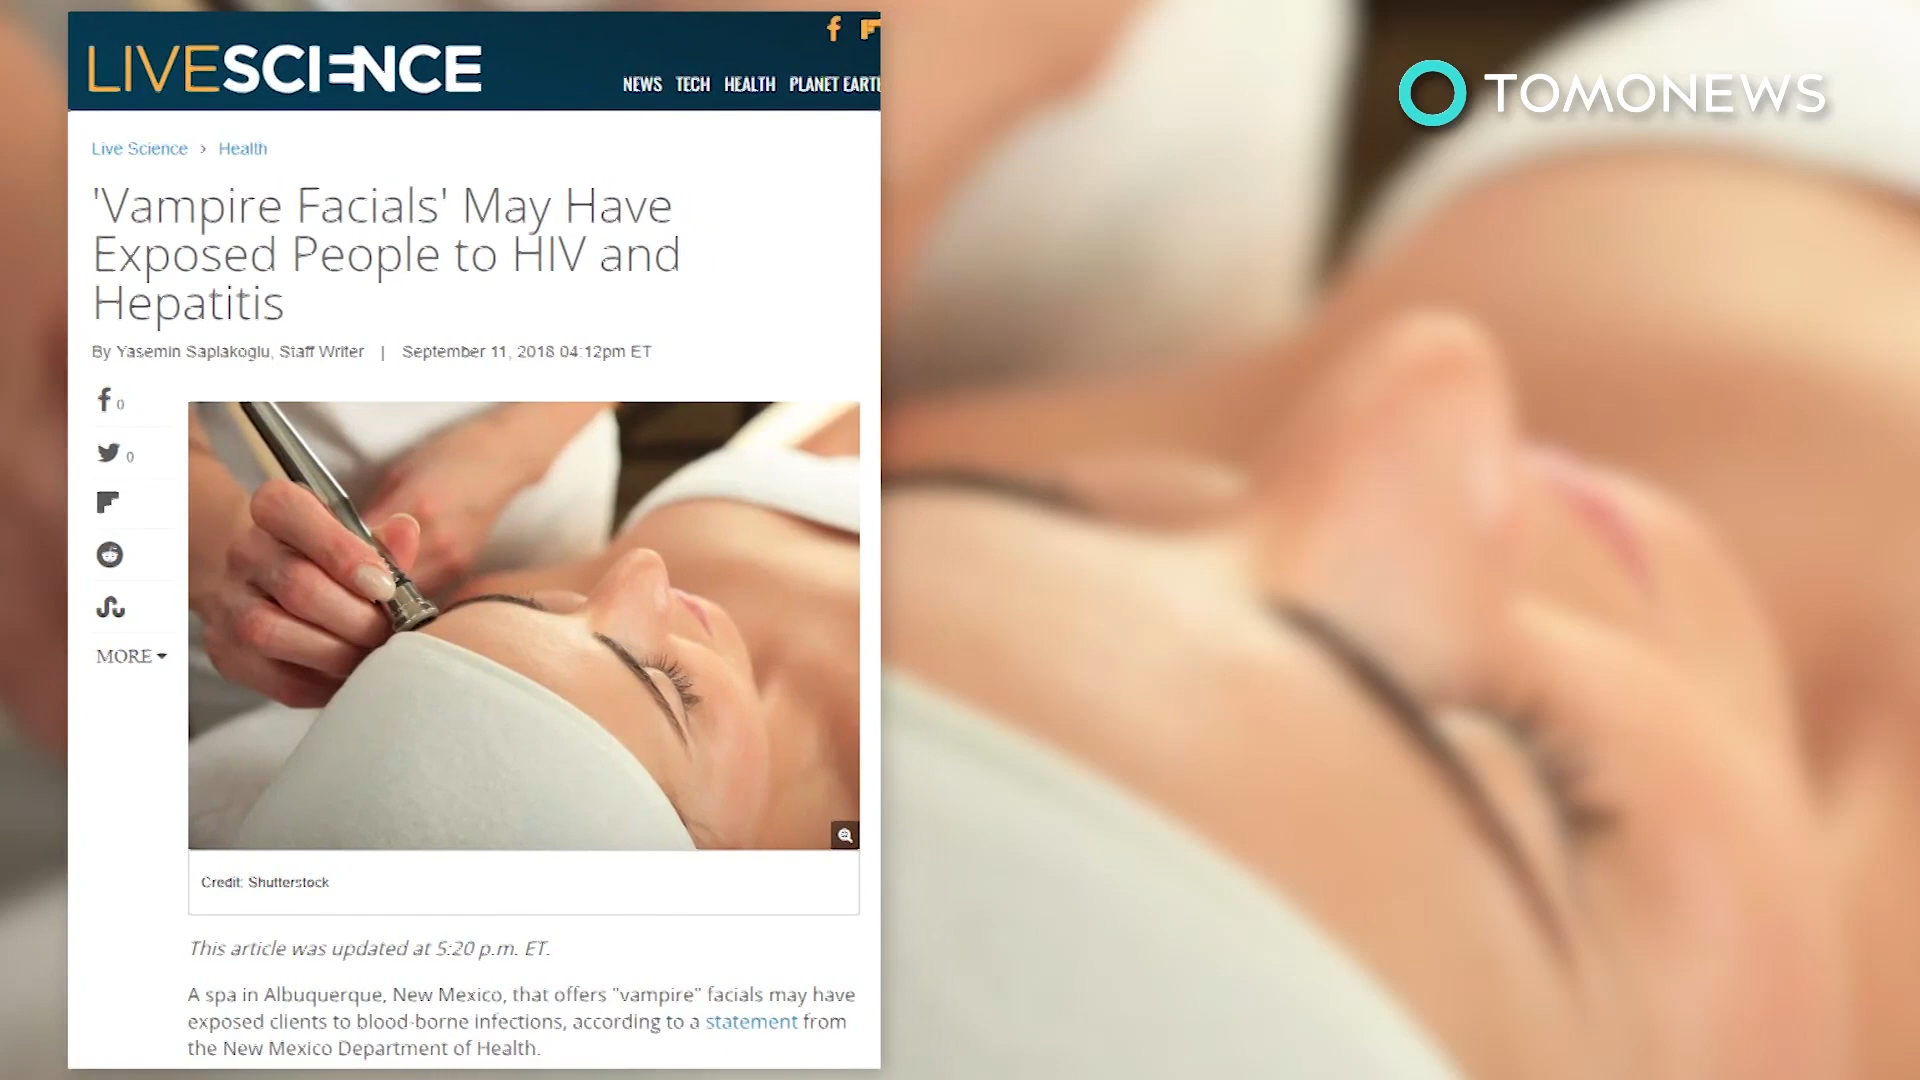 LIVESCIENCE
NEWS TECH HEALTH PLANET EARTH
TOMONEWS
Live Science > Health
'Vampire Facials' May Have
Exposed People to HIV and
Hepatitis
By Yasemin Saplakoglu, Staff Writer | September 11, 2018 04:12pm ET
0
0
MORE
Credit: Shutterstock
This article was updated at 5:20 p.m. ET.
A spa in Albuquerque, New Mexico, that offers "vampire" facials may have
exposed clients to blood-borne infections, according to a statement from
the New Mexico Department of Health.